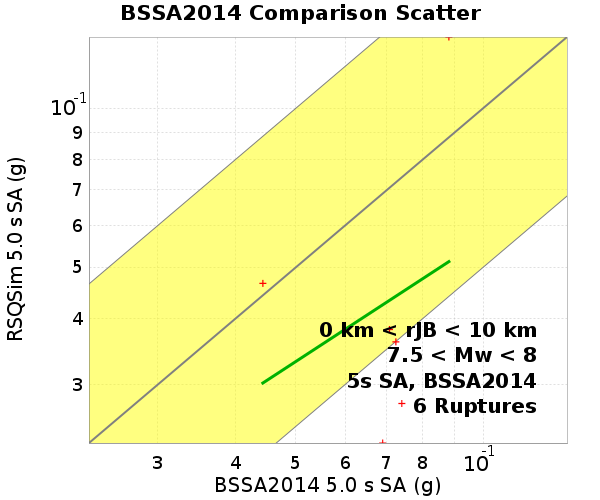 BSSA2014 Comparison Scatter
RSQSim 5.0 s SA (g)
10-1
9
8
7
6
5
4
3
0 km < rJB < 10 km
7.5 < Mw < 8
5s SA, BSSA2014
6 Ruptures
3 4 5 6 7 8 10-1
BSSA2014 5.0 s SA (g)